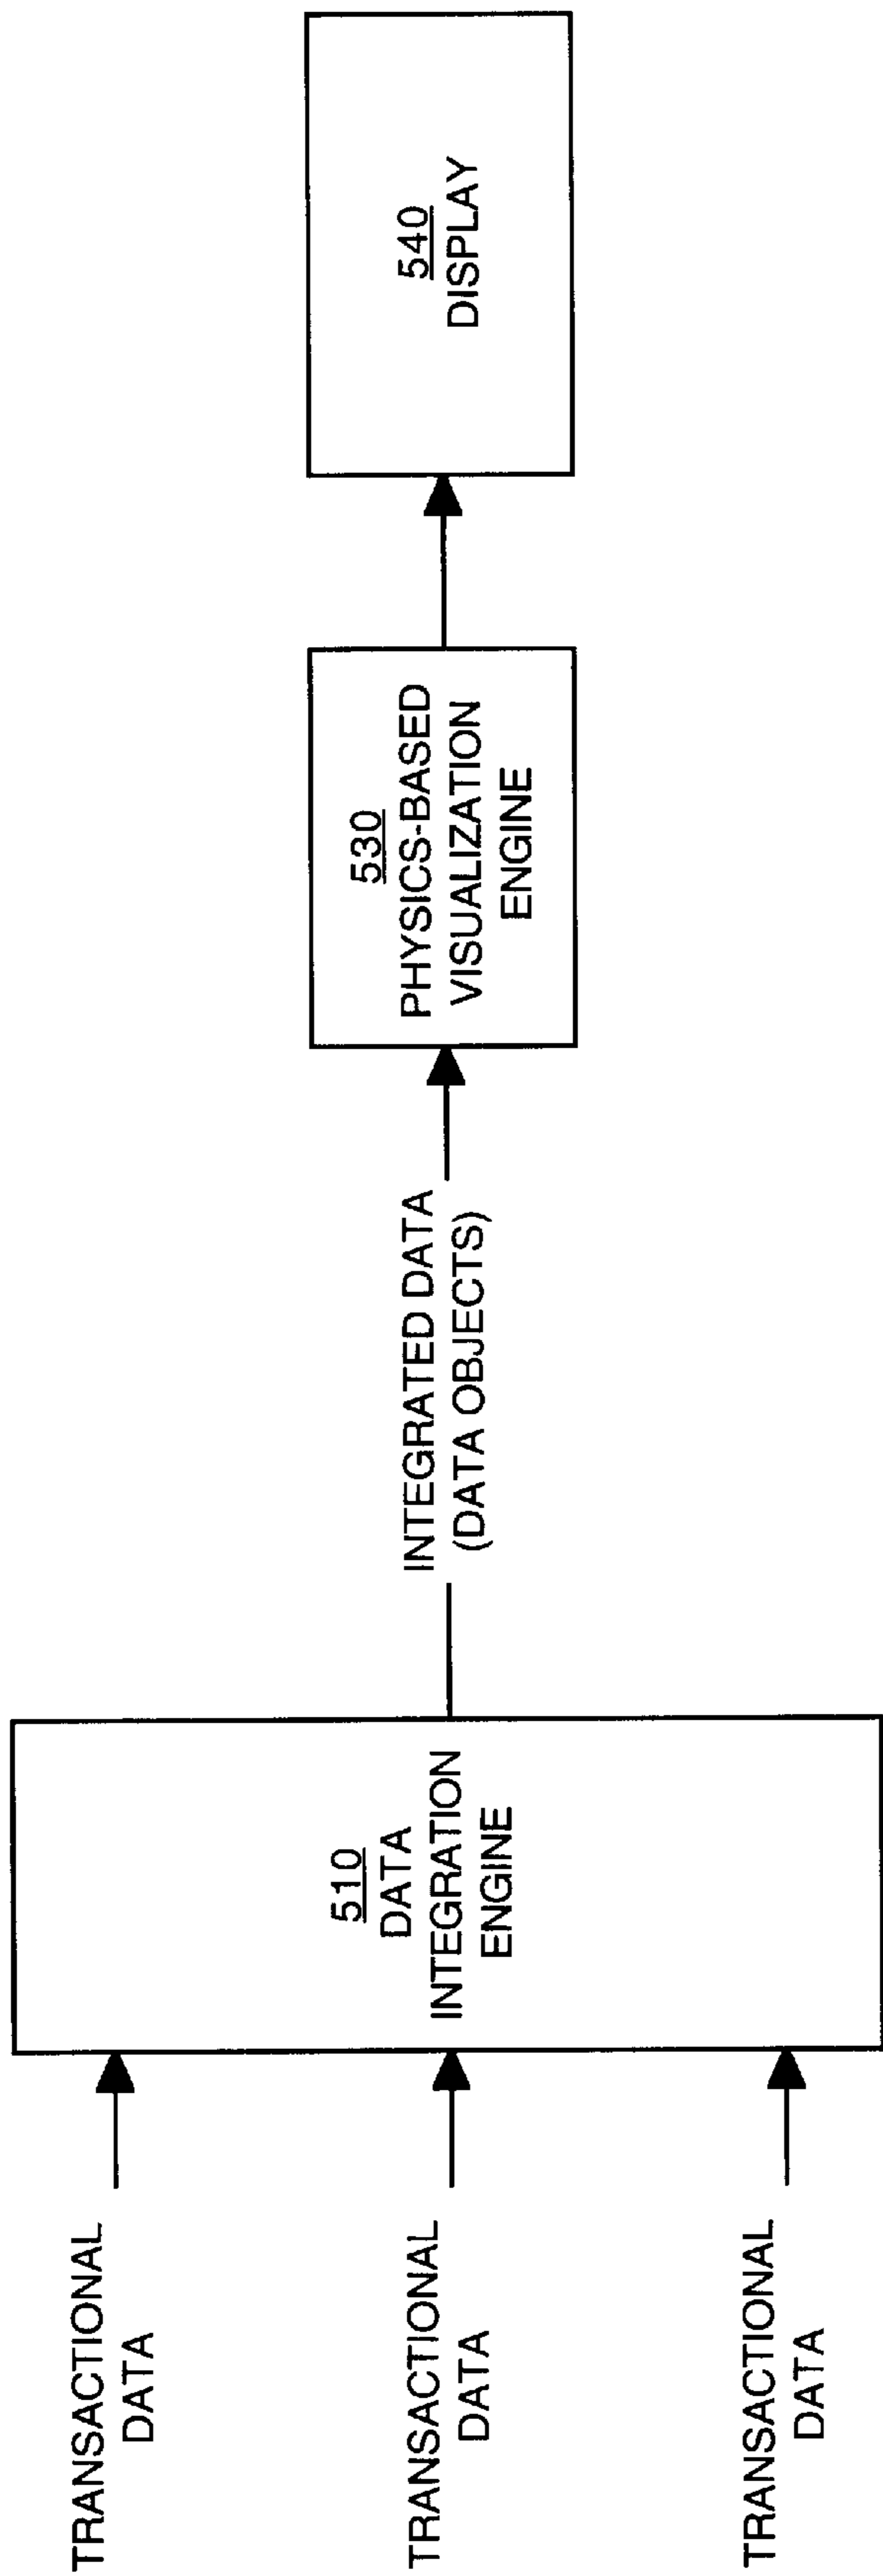 TRANSACTIONAL
DATA
TRANSACTIONAL
DATA
TRANSACTIONAL
DATA
510
DATA
INTEGRATION
ENGINE
INTEGRATED DATA
(DATA OBJECTS)
530
PHYSICS-BASED
VISUALIZATION
ENGINE
540
DISPLAY